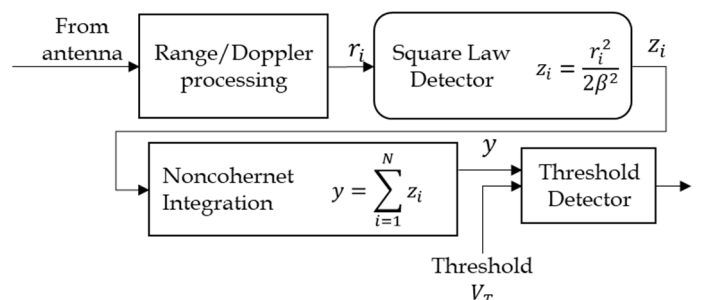 From
antenna
Range/Doppler
processing
r_i
Square Law
Detector
z_i = r_i^2 / 2β^2
z_i
Noncohernet
Integration
y = \sum_{i=1}^{N} z_i
y
Threshold
Detector
Threshold
V_T